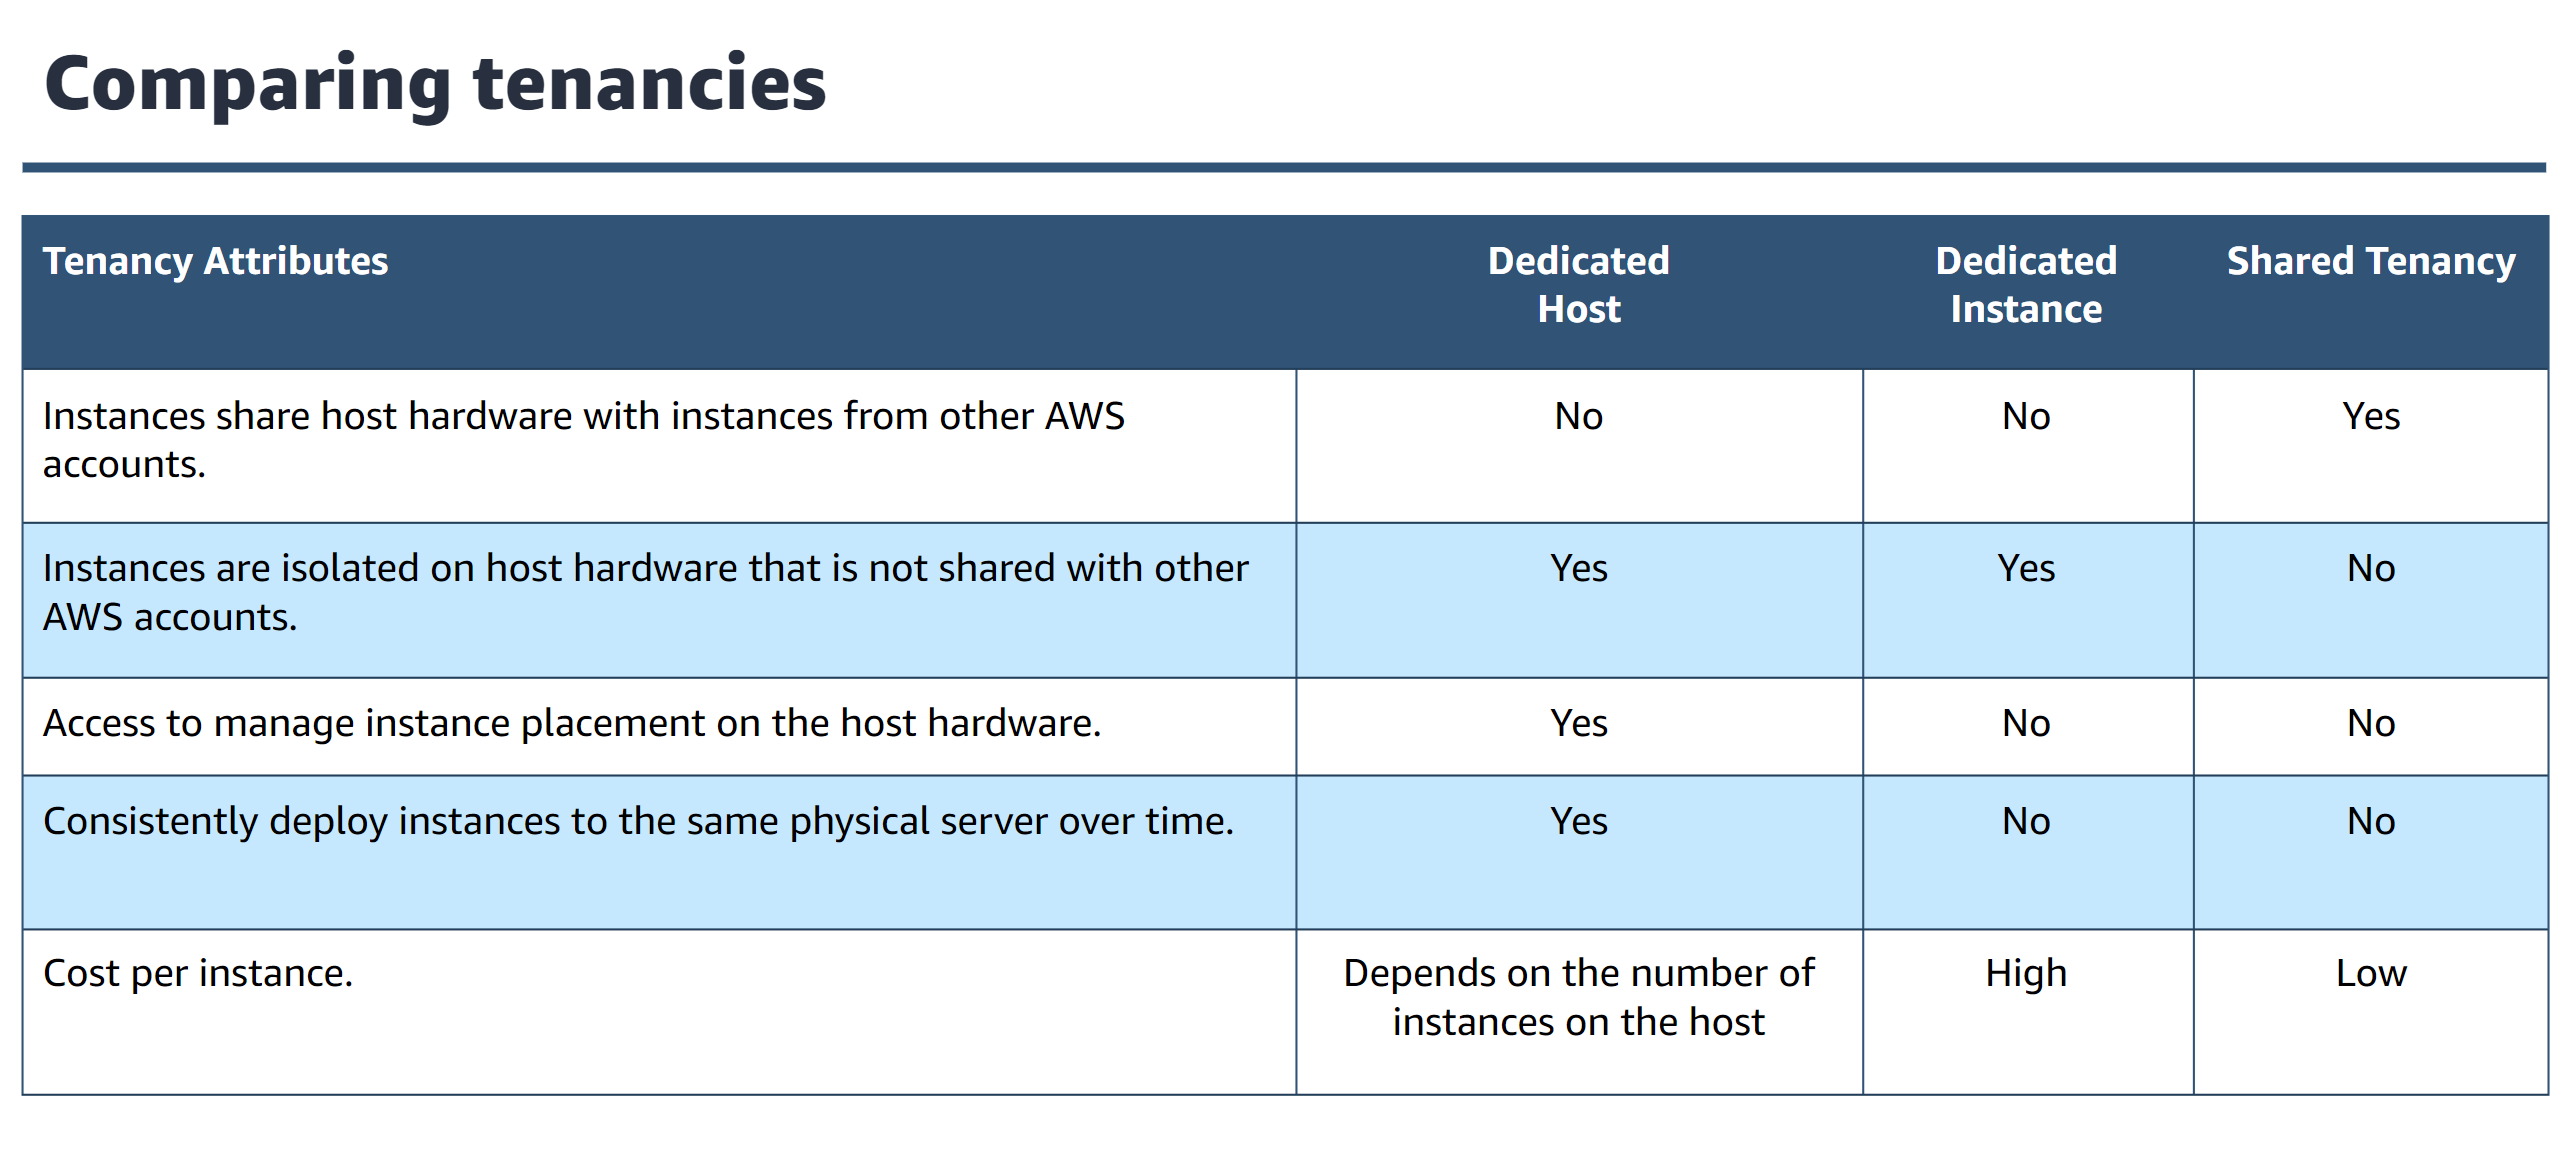 Comparing tenancies
Tenancy Attributes
Dedicated
Host
Dedicated
Instance
Shared Tenancy
Instances share host hardware with instances from other AWS
accounts.
No
No
Yes
Instances are isolated on host hardware that is not shared with other
AWS accounts.
Yes
Yes
No
Access to manage instance placement on the host hardware.
Yes
No
No
Consistently deploy instances to the same physical server over time.
Yes
No
No
Cost per instance.
Depends on the number of
instances on the host
High
Low